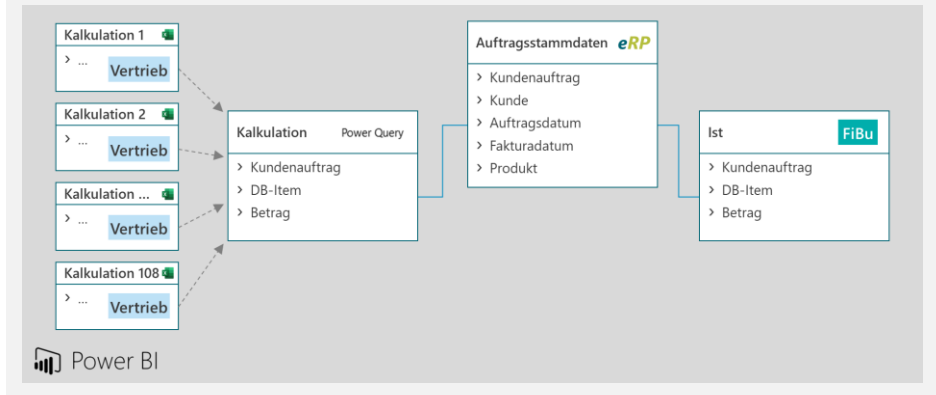 Kalkulation 1
> ...
Vertrieb
Kalkulation 2
> ...
Vertrieb
Kalkulation ...
> ...
Vertrieb
Kalkulation 108
> ...
Vertrieb
Kalkulation Power Query
> Kundenauftrag
> DB-Item
> Betrag
Auftragsstammdaten eRP
> Kundenauftrag
> Kunde
> Auftragsdatum
> Fakturadatum
> Produkt
Ist FiBu
> Kundenauftrag
> DB-Item
> Betrag
Power BI